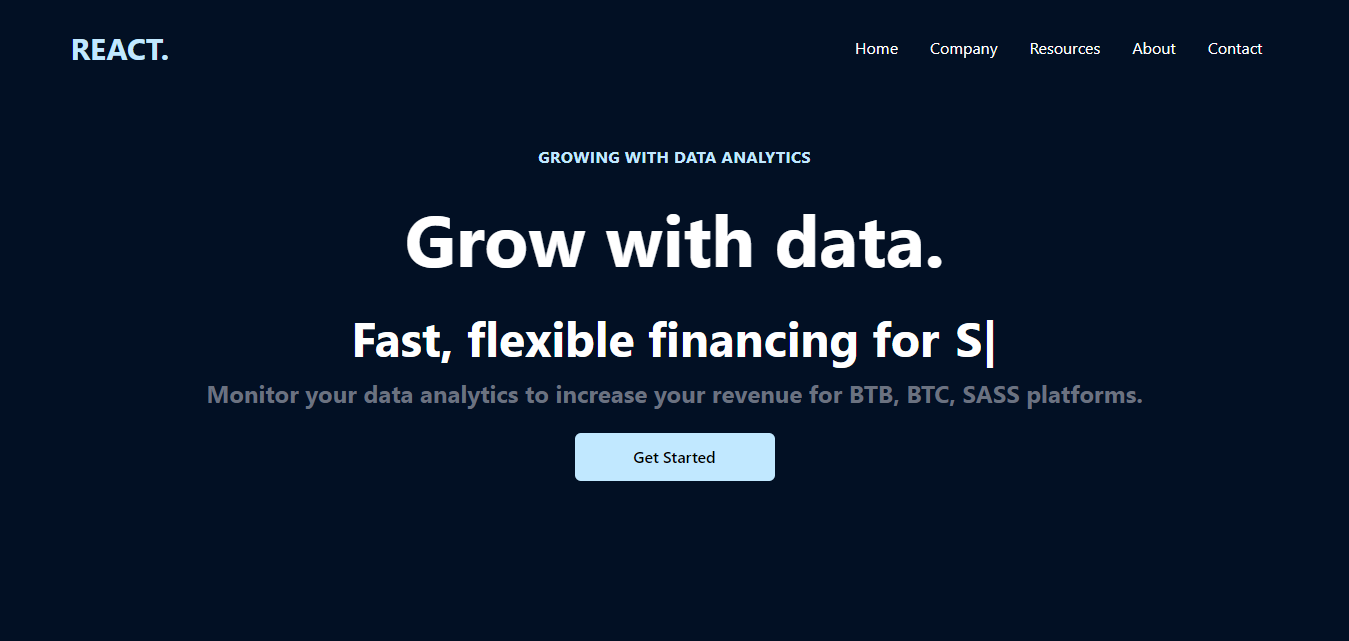 REACT.
Home Company Resources About Contact
GROWING WITH DATA ANALYTICS
Grow with data.
Fast, flexible financing for S|
Monitor your data analytics to increase your revenue for BTB, BTC, SASS platforms.
Get Started